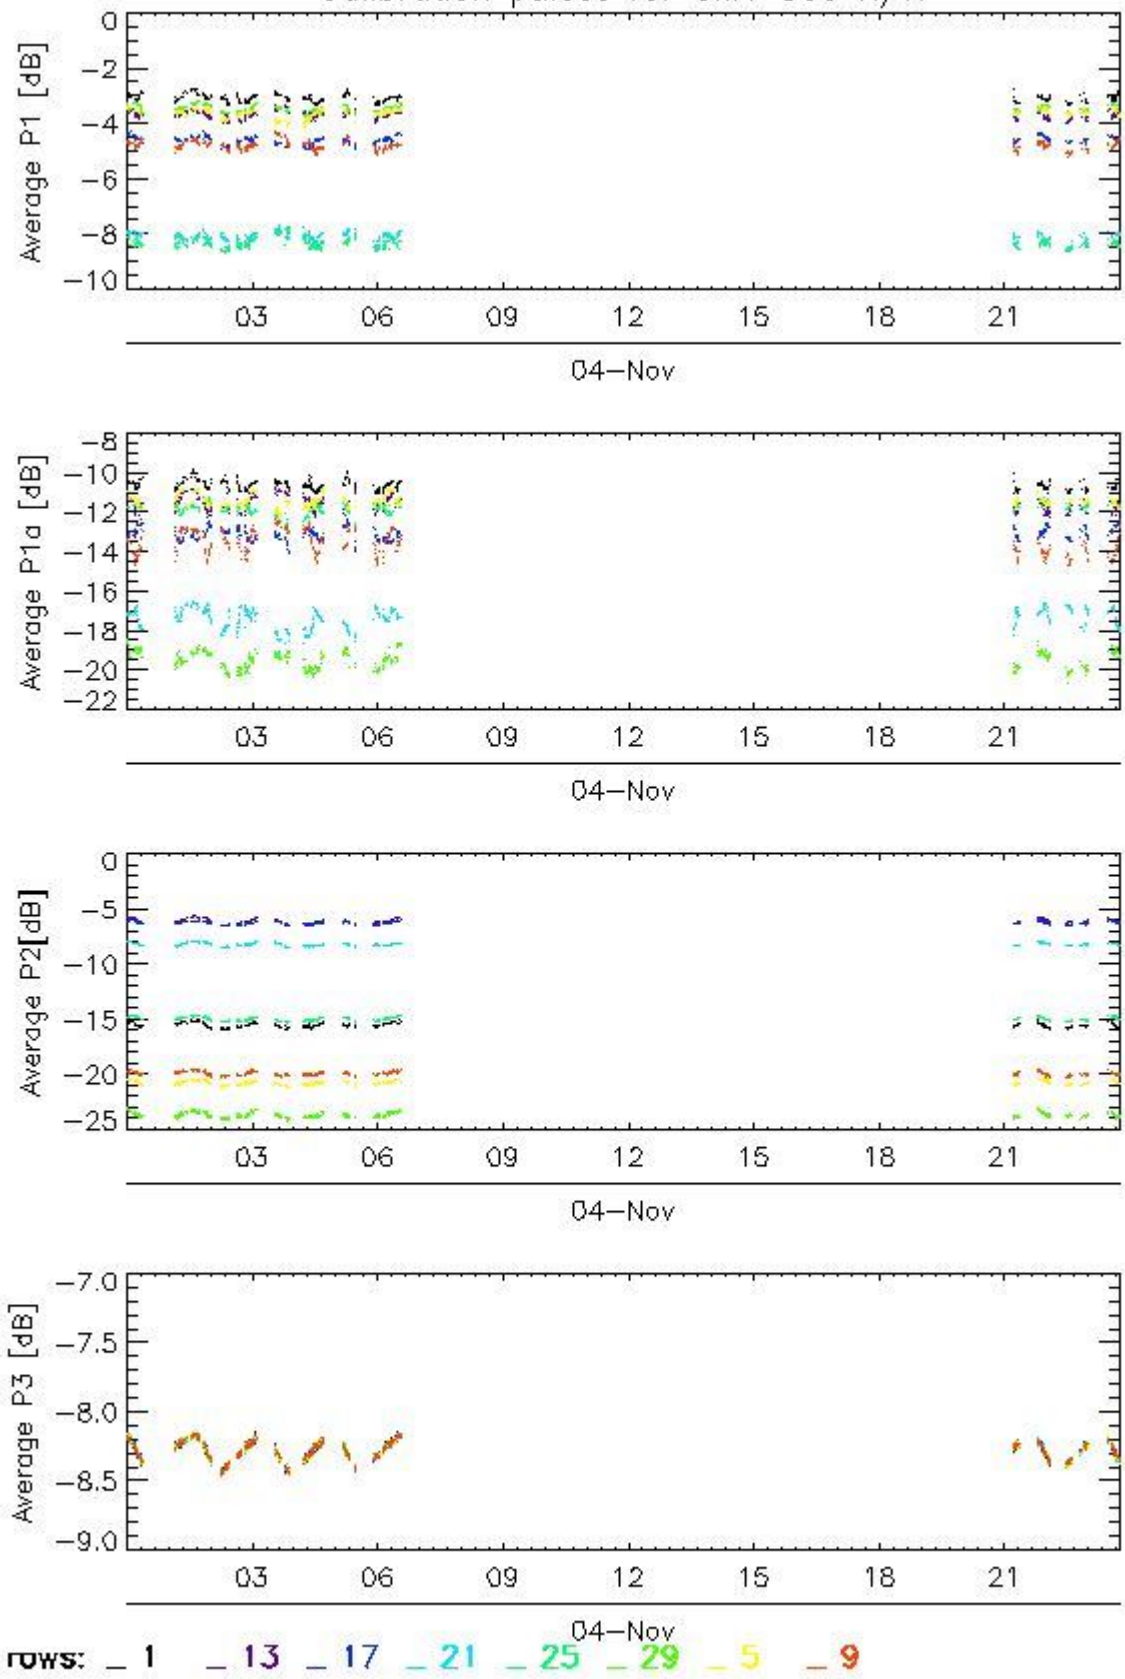 0
−2
−4
−6
−8
−10
Average P1 [dB]
03 06 09 12 15 18 21
04−Nov
−8
−10
−12
−14
−16
−18
−20
−22
Average P1a [dB]
03 06 09 12 15 18 21
04−Nov
0
−5
−10
−15
−20
−25
Average P2[dB]
03 06 09 12 15 18 21
04−Nov
−7.0
−7.5
−8.0
−8.5
−9.0
Average P3 [dB]
03 06 09 12 15 18 21
04−Nov
rows: _ 1 _ 13 _ 17 _ 21 _ 25 _ 29 _ 5 _ 9